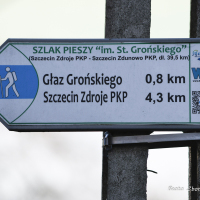 SZLAK PIESZY "im. St. Grońskiego"
(Szczecin Zdroje PKP - Szczecin Zdunowo PKP, dł. 39,5 km)
Głaz Grońskiego 0,8 km
Szczecin Zdroje PKP 4,3 km